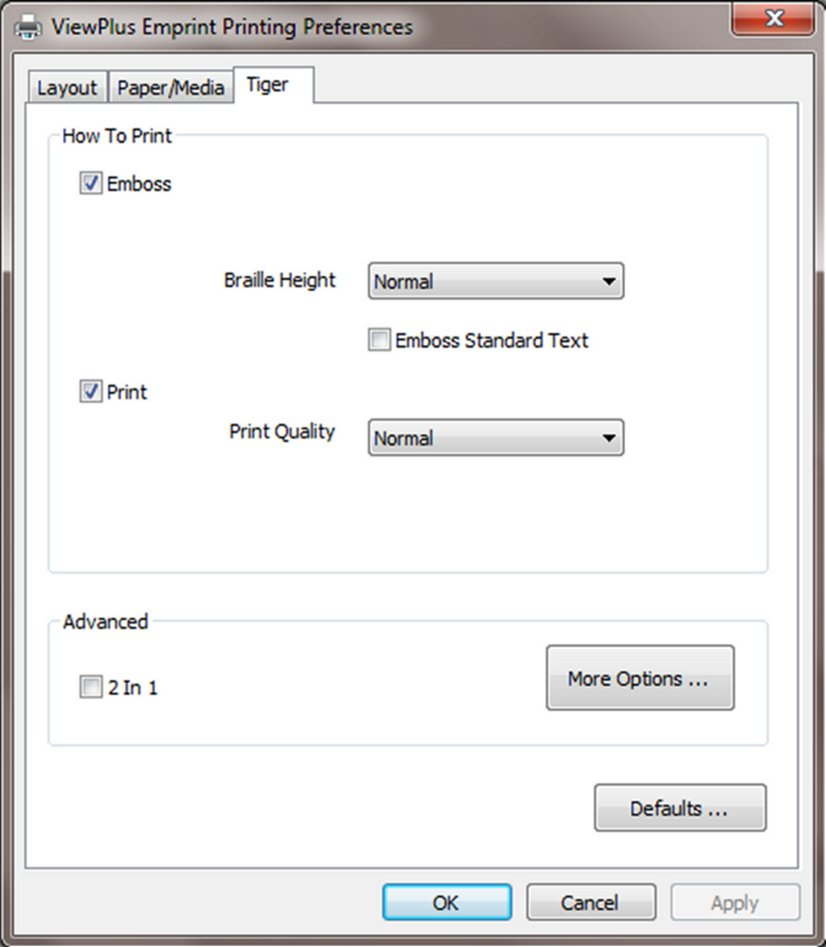 ViewPlus Emprint Printing Preferences
Layout Paper/Media Tiger
How To Print
Emboss
Braille Height Normal
Emboss Standard Text
Print
Print Quality Normal
Advanced
2 In 1 More Options ...
Defaults ...
OK Cancel Apply